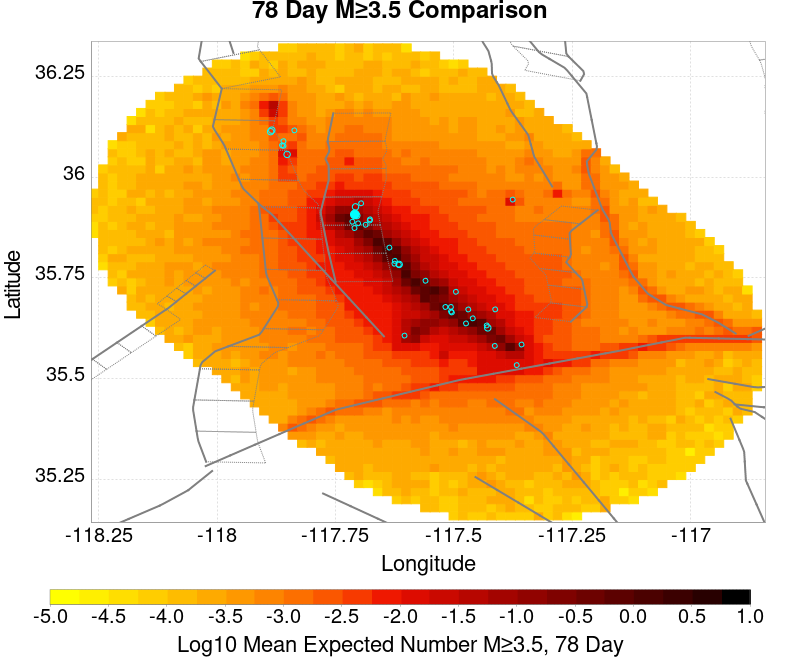 78 Day M≥3.5 Comparison
36.25
36
35.75
35.5
35.25
Latitude
-118.25 -118 -117.75 -117.5 -117.25 -117
Longitude
-5.0 -4.5 -4.0 -3.5 -3.0 -2.5 -2.0 -1.5 -1.0 -0.5 0.0 0.5 1.0
Log10 Mean Expected Number M≥3.5, 78 Day